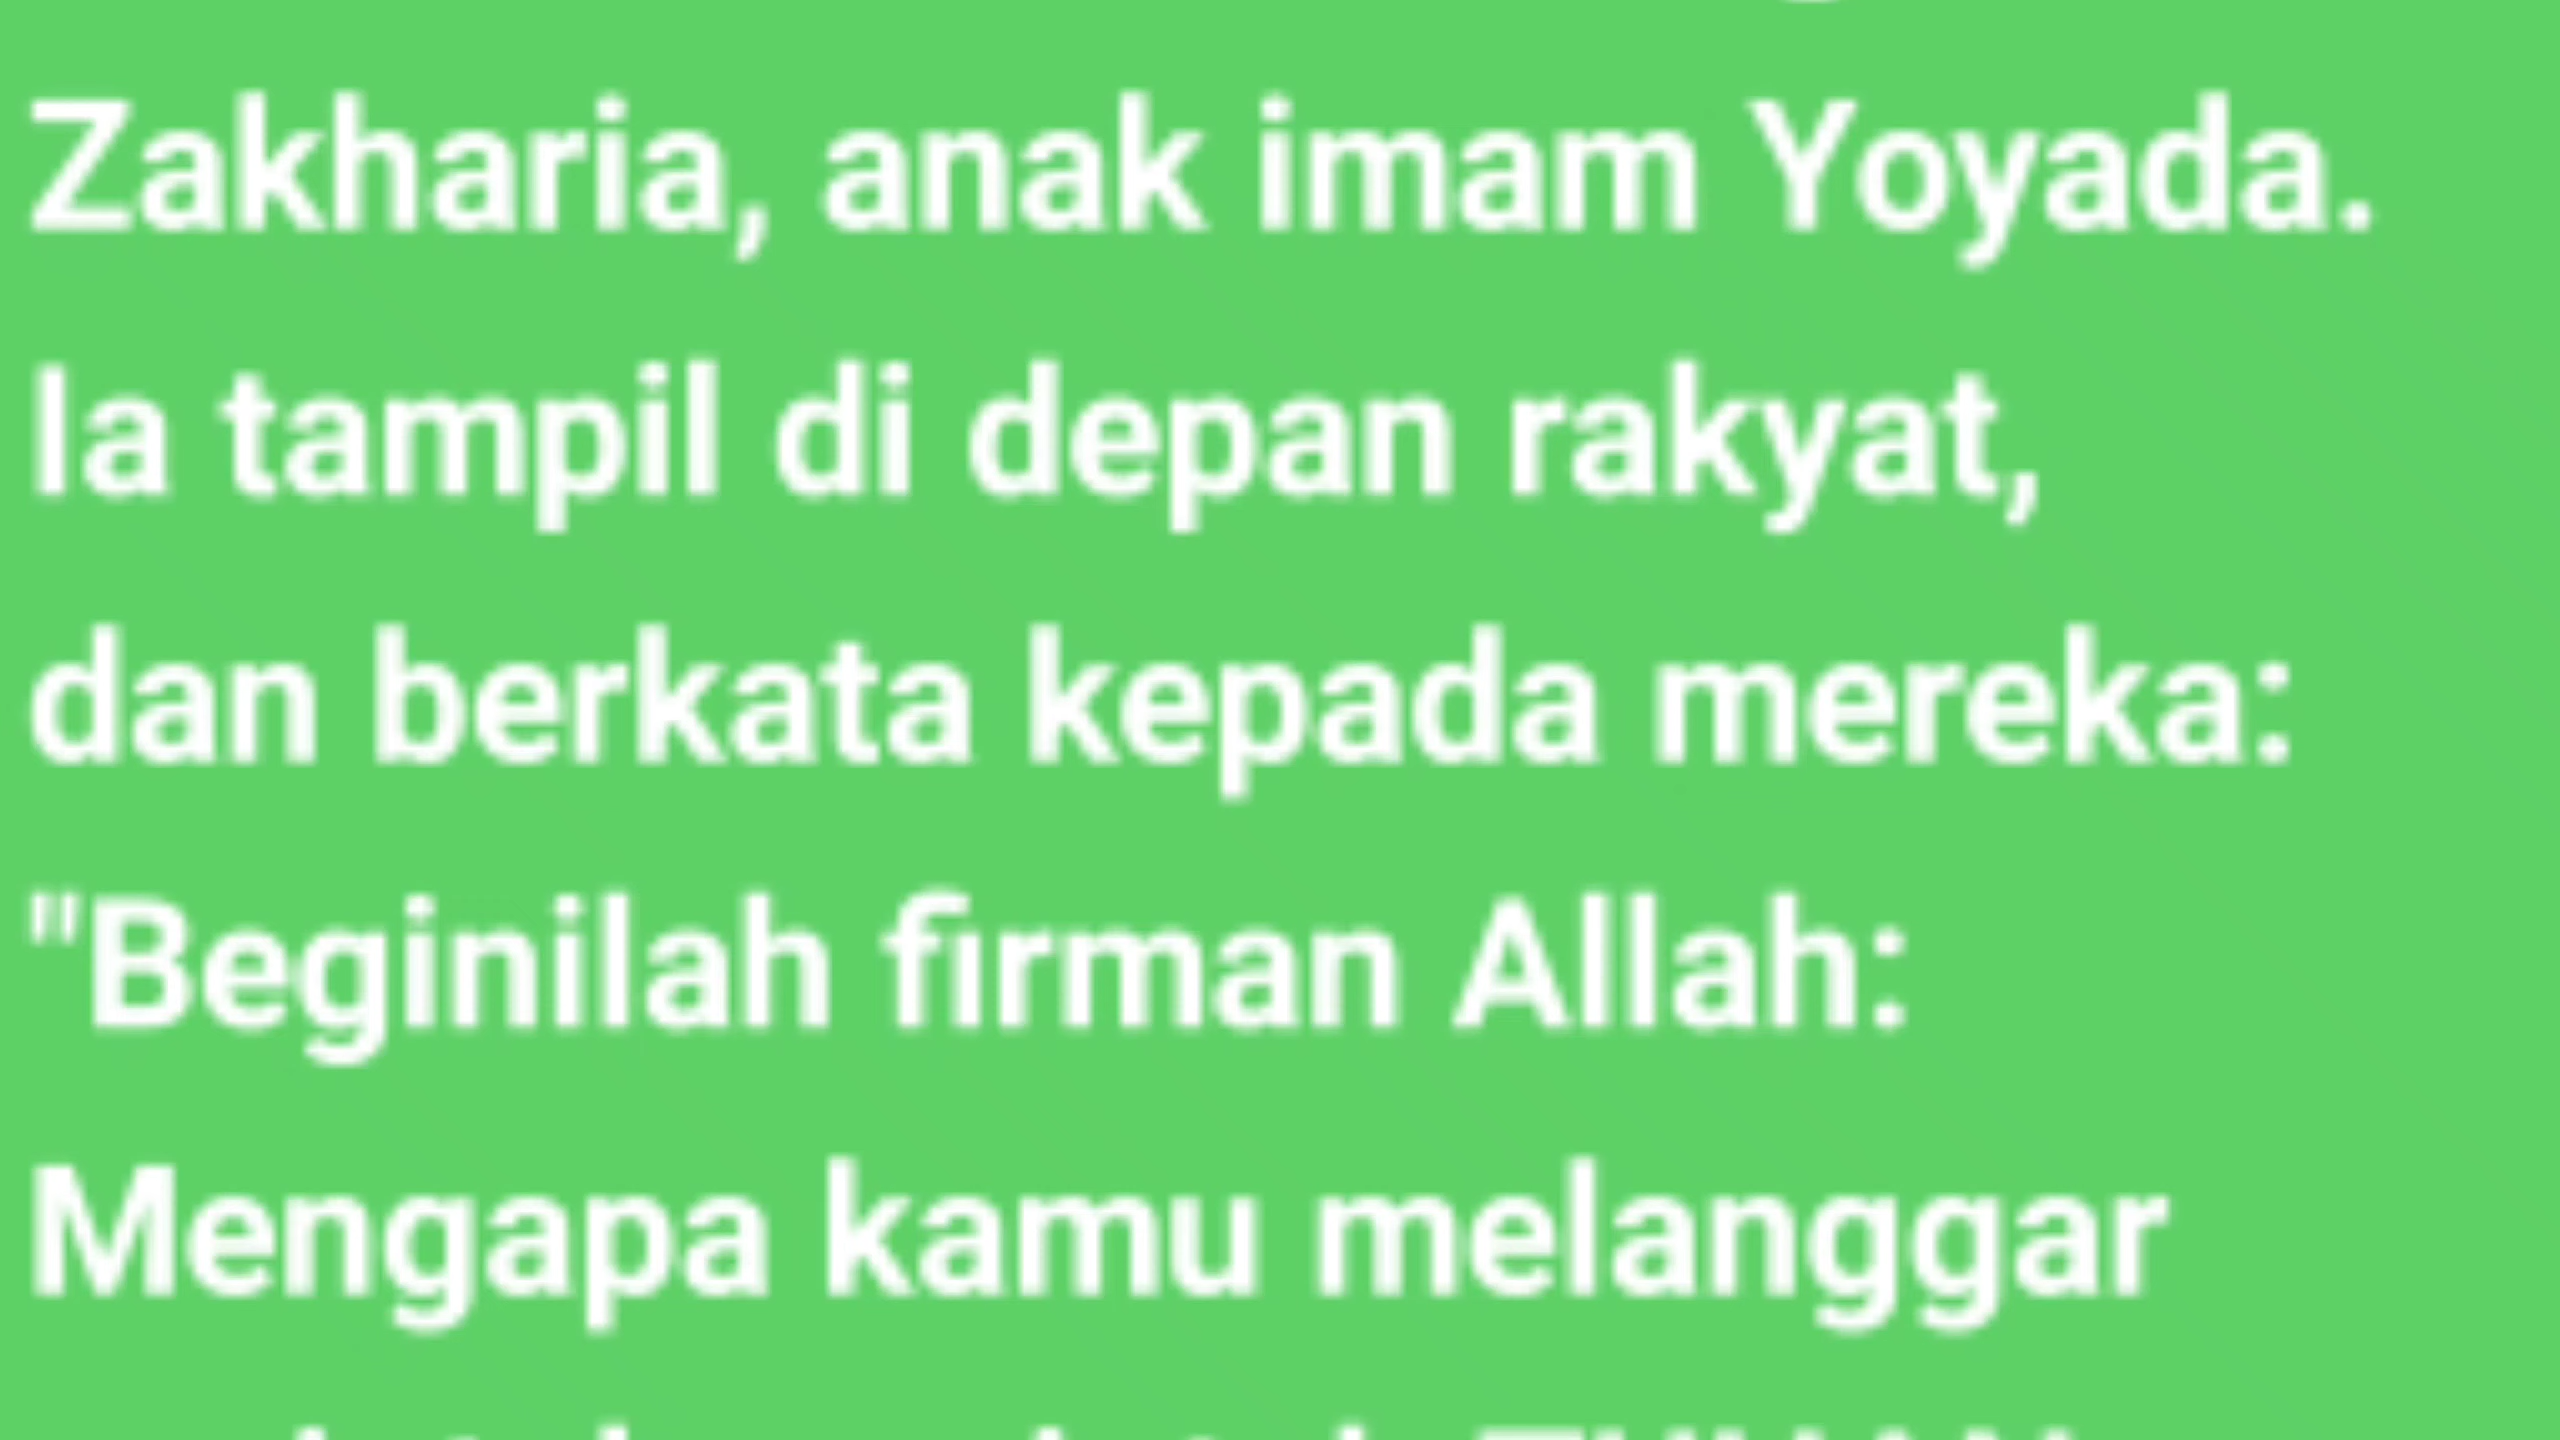 Zakharia, anak imam Yoyada.
Ia tampil di depan rakyat,
dan berkata kepada mereka:
"Beginilah firman Allah:
Mengapa kamu melanggar